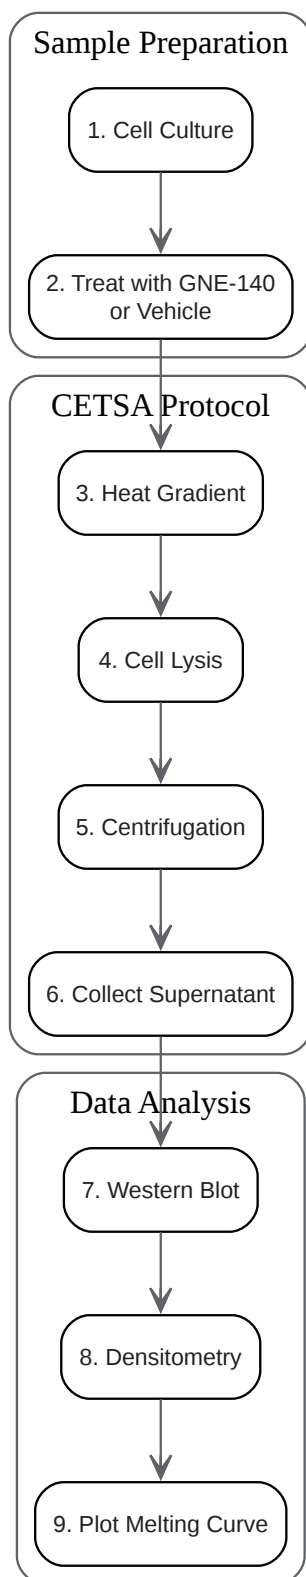 Sample Preparation
1. Cell Culture
2. Treat with GNE-140
or Vehicle
CETSA Protocol
3. Heat Gradient
4. Cell Lysis
5. Centrifugation
6. Collect Supernatant
Data Analysis
7. Western Blot
8. Densitometry
9. Plot Melting Curve